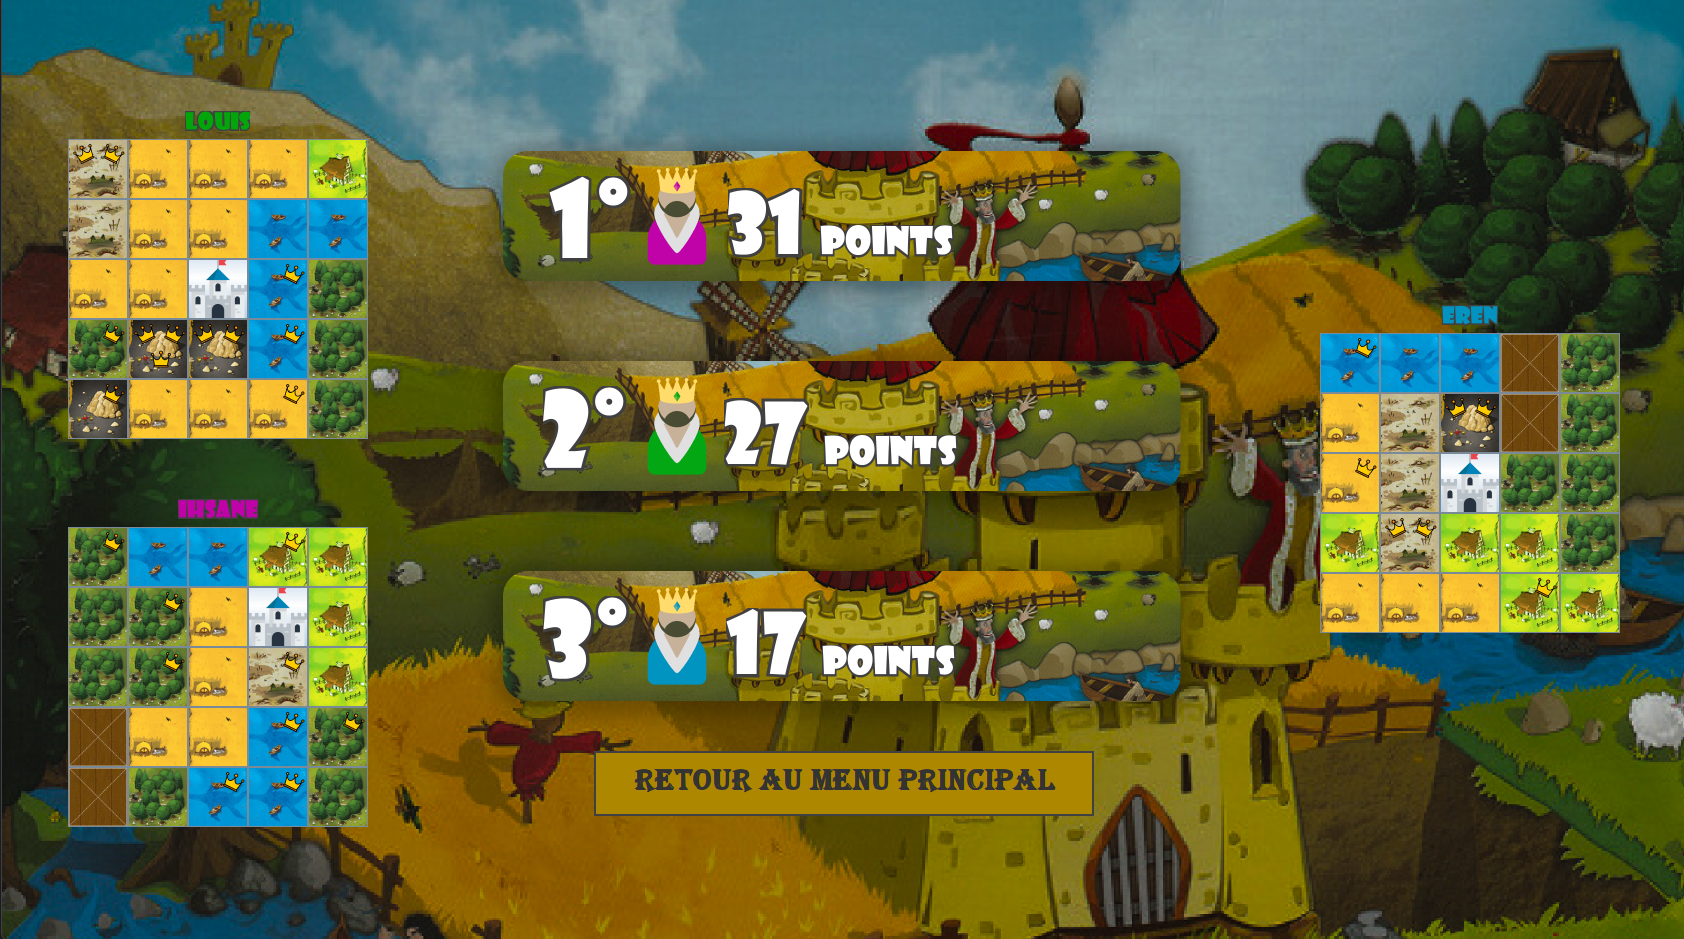 LOUIS
1° 31 POINTS
EREN
2° 27 POINTS
IHSANE
3° 17 POINTS
RETOUR AU MENU PRINCIPAL